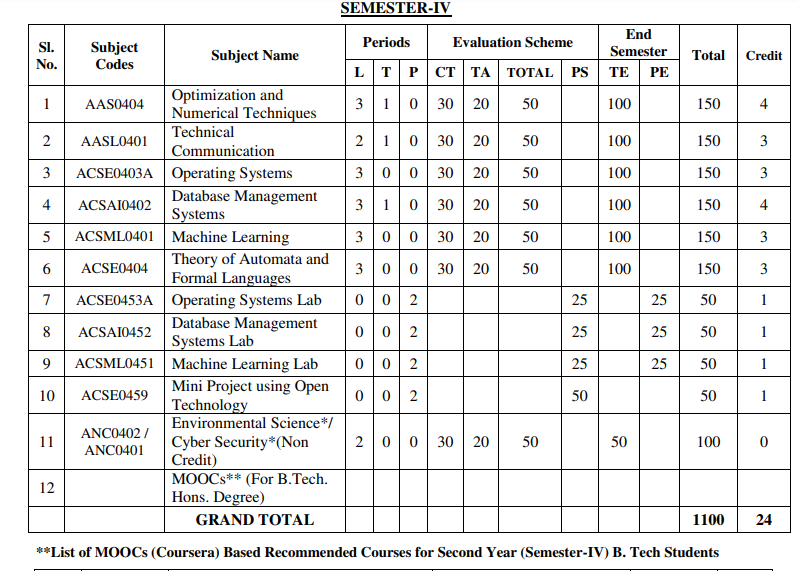 SEMESTER-IV
Sl. No. Subject Codes Subject Name Periods Evaluation Scheme End Semester Total Credit
L T P CT TA TOTAL PS TE PE
1 AAS0404 Optimization and Numerical Techniques 3 1 0 30 20 50 100 150 4
2 AASL0401 Technical Communication 2 1 0 30 20 50 100 150 3
3 ACSE0403A Operating Systems 3 0 0 30 20 50 100 150 3
4 ACSAI0402 Database Management Systems 3 1 0 30 20 50 100 150 4
5 ACSML0401 Machine Learning 3 0 0 30 20 50 100 150 3
6 ACSE0404 Theory of Automata and Formal Languages 3 0 0 30 20 50 100 150 3
7 ACSE0453A Operating Systems Lab 0 0 2 25 25 50 1
8 ACSAI0452 Database Management Systems Lab 0 0 2 25 25 50 1
9 ACSML0451 Machine Learning Lab 0 0 2 25 25 50 1
10 ACSE0459 Mini Project using Open Technology 0 0 2 50 50 1
11 ANC0402 / ANC0401 Environmental Science*/ Cyber Security*(Non Credit) 2 0 0 30 20 50 50 100 0
12 MOOCs** (For B.Tech. Hons. Degree)
GRAND TOTAL 1100 24
**List of MOOCs (Coursera) Based Recommended Courses for Second Year (Semester-IV) B. Tech Students